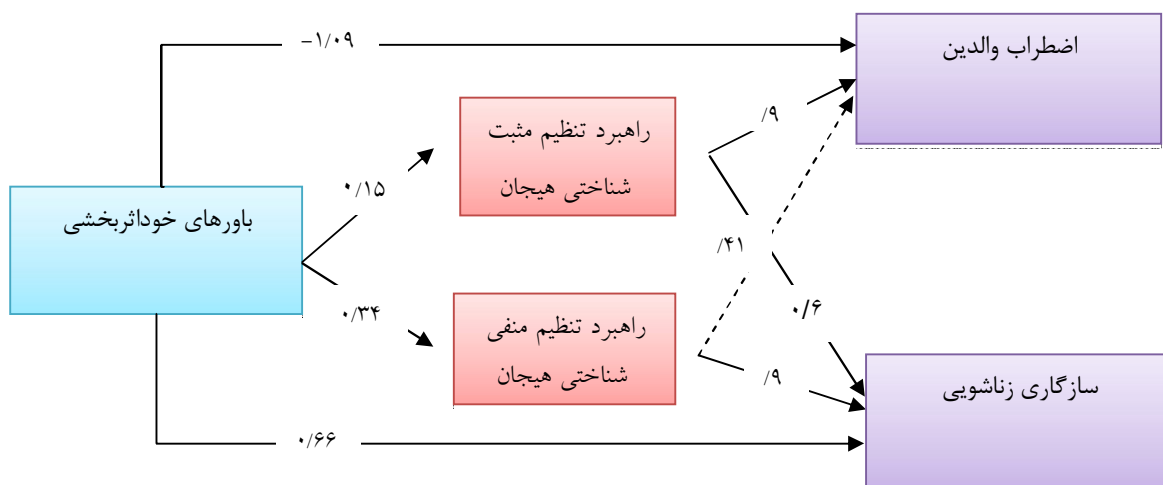 -۱/۰۹
اضطراب والدین
راهبرد تنظیم مثبت
شناختی هیجان
/۹
۰/۱۵
باورهای خوداثربخشی
/۴۱
۰/۳۴
۰/۶
راهبرد تنظیم منفی
شناختی هیجان
/۹
سازگاری زناشویی
۰/۶۶